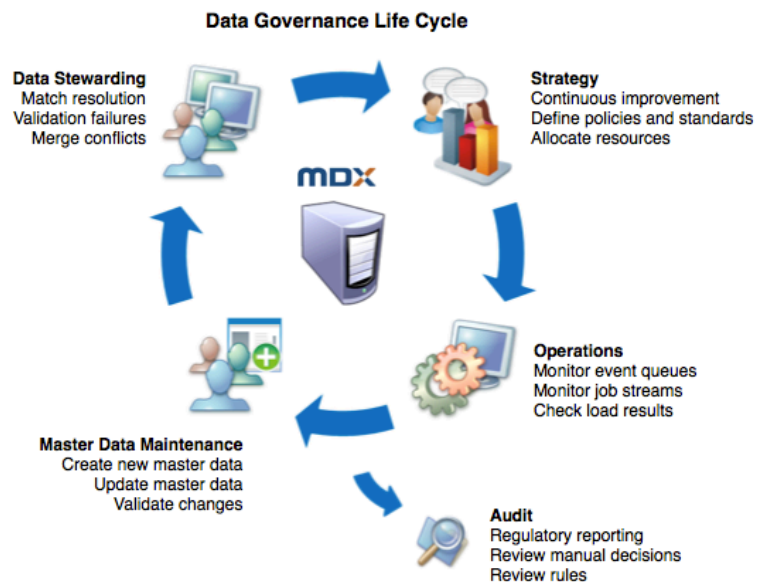 Data Governance Life Cycle
Data Stewarding
Match resolution
Validation failures
Merge conflicts
Strategy
Continuous improvement
Define policies and standards
Allocate resources
MDX
Operations
Monitor event queues
Monitor job streams
Check load results
Master Data Maintenance
Create new master data
Update master data
Validate changes
Audit
Regulatory reporting
Review manual decisions
Review rules